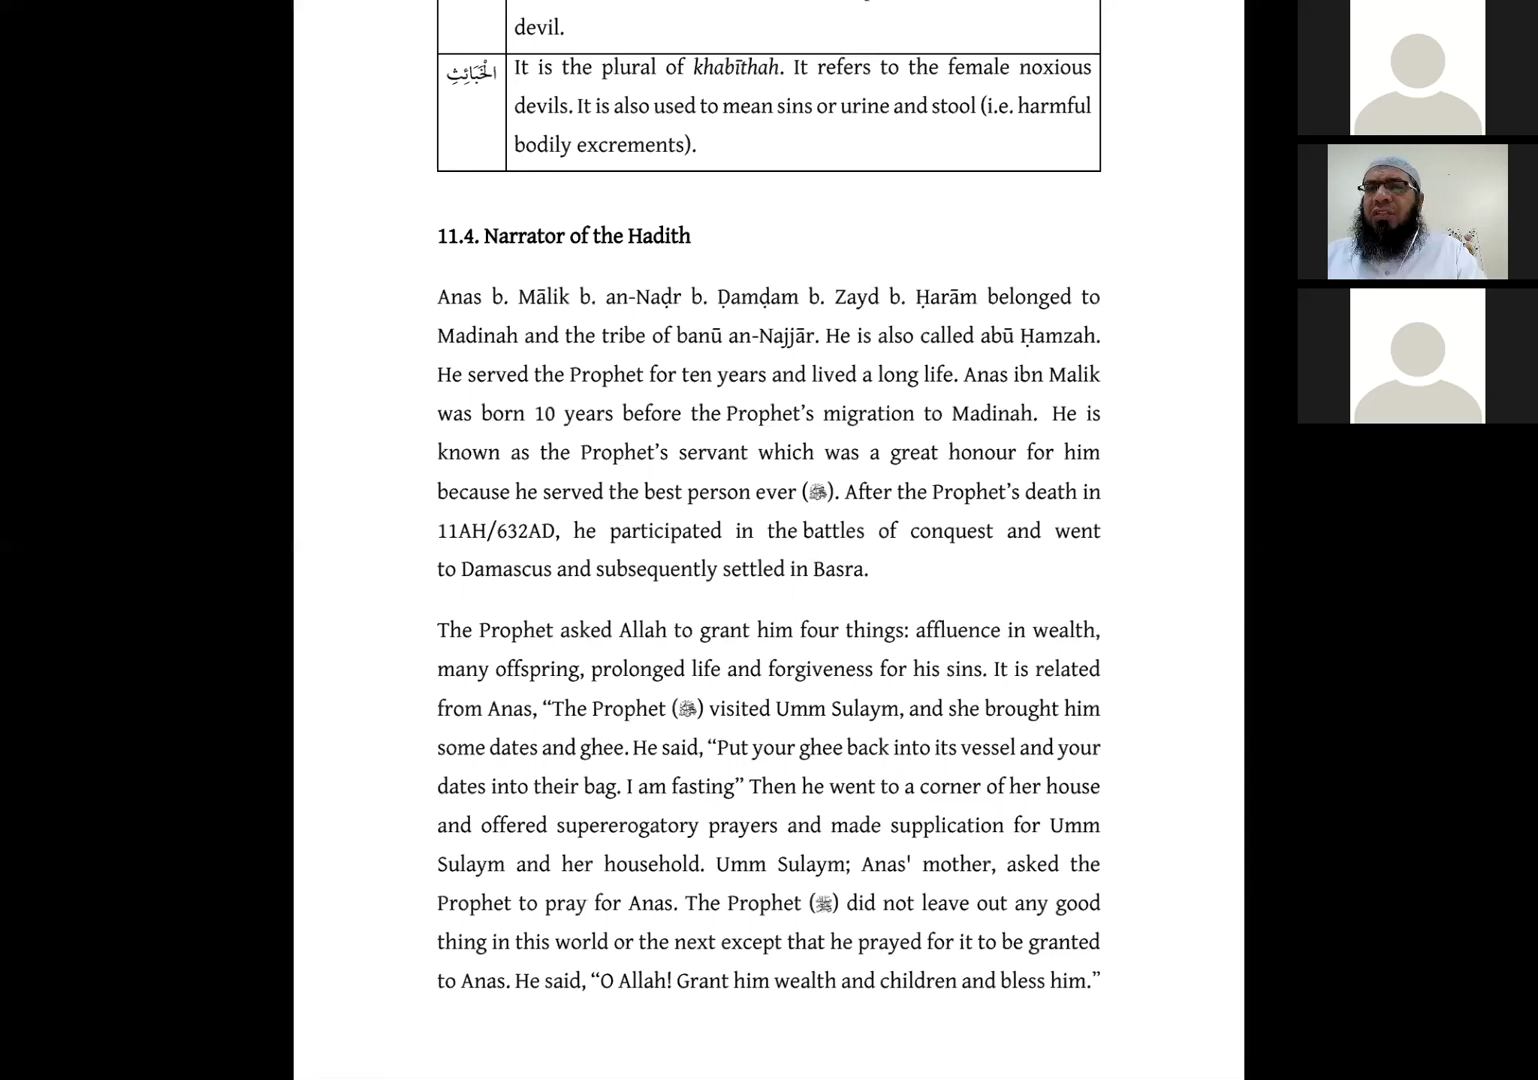 devil.
الْخَبَائِثِ
It is the plural of khabīthah. It refers to the female noxious
devils. It is also used to mean sins or urine and stool (i.e. harmful
bodily excrements).
11.4. Narrator of the Hadith
Anas b. Mālik b. an-Naḍr b. Ḍamḍam b. Zayd b. Ḥarām belonged to
Madinah and the tribe of banū an-Najjār. He is also called abū Ḥamzah.
He served the Prophet for ten years and lived a long life. Anas ibn Malik
was born 10 years before the Prophet’s migration to Madinah. He is
known as the Prophet’s servant which was a great honour for him
because he served the best person ever (ﷺ). After the Prophet’s death in
11AH/632AD, he participated in the battles of conquest and went
to Damascus and subsequently settled in Basra.
The Prophet asked Allah to grant him four things: affluence in wealth,
many offspring, prolonged life and forgiveness for his sins. It is related
from Anas, “The Prophet (ﷺ) visited Umm Sulaym, and she brought him
some dates and ghee. He said, “Put your ghee back into its vessel and your
dates into their bag. I am fasting” Then he went to a corner of her house
and offered supererogatory prayers and made supplication for Umm
Sulaym and her household. Umm Sulaym; Anas' mother, asked the
Prophet to pray for Anas. The Prophet (ﷺ) did not leave out any good
thing in this world or the next except that he prayed for it to be granted
to Anas. He said, “O Allah! Grant him wealth and children and bless him.”